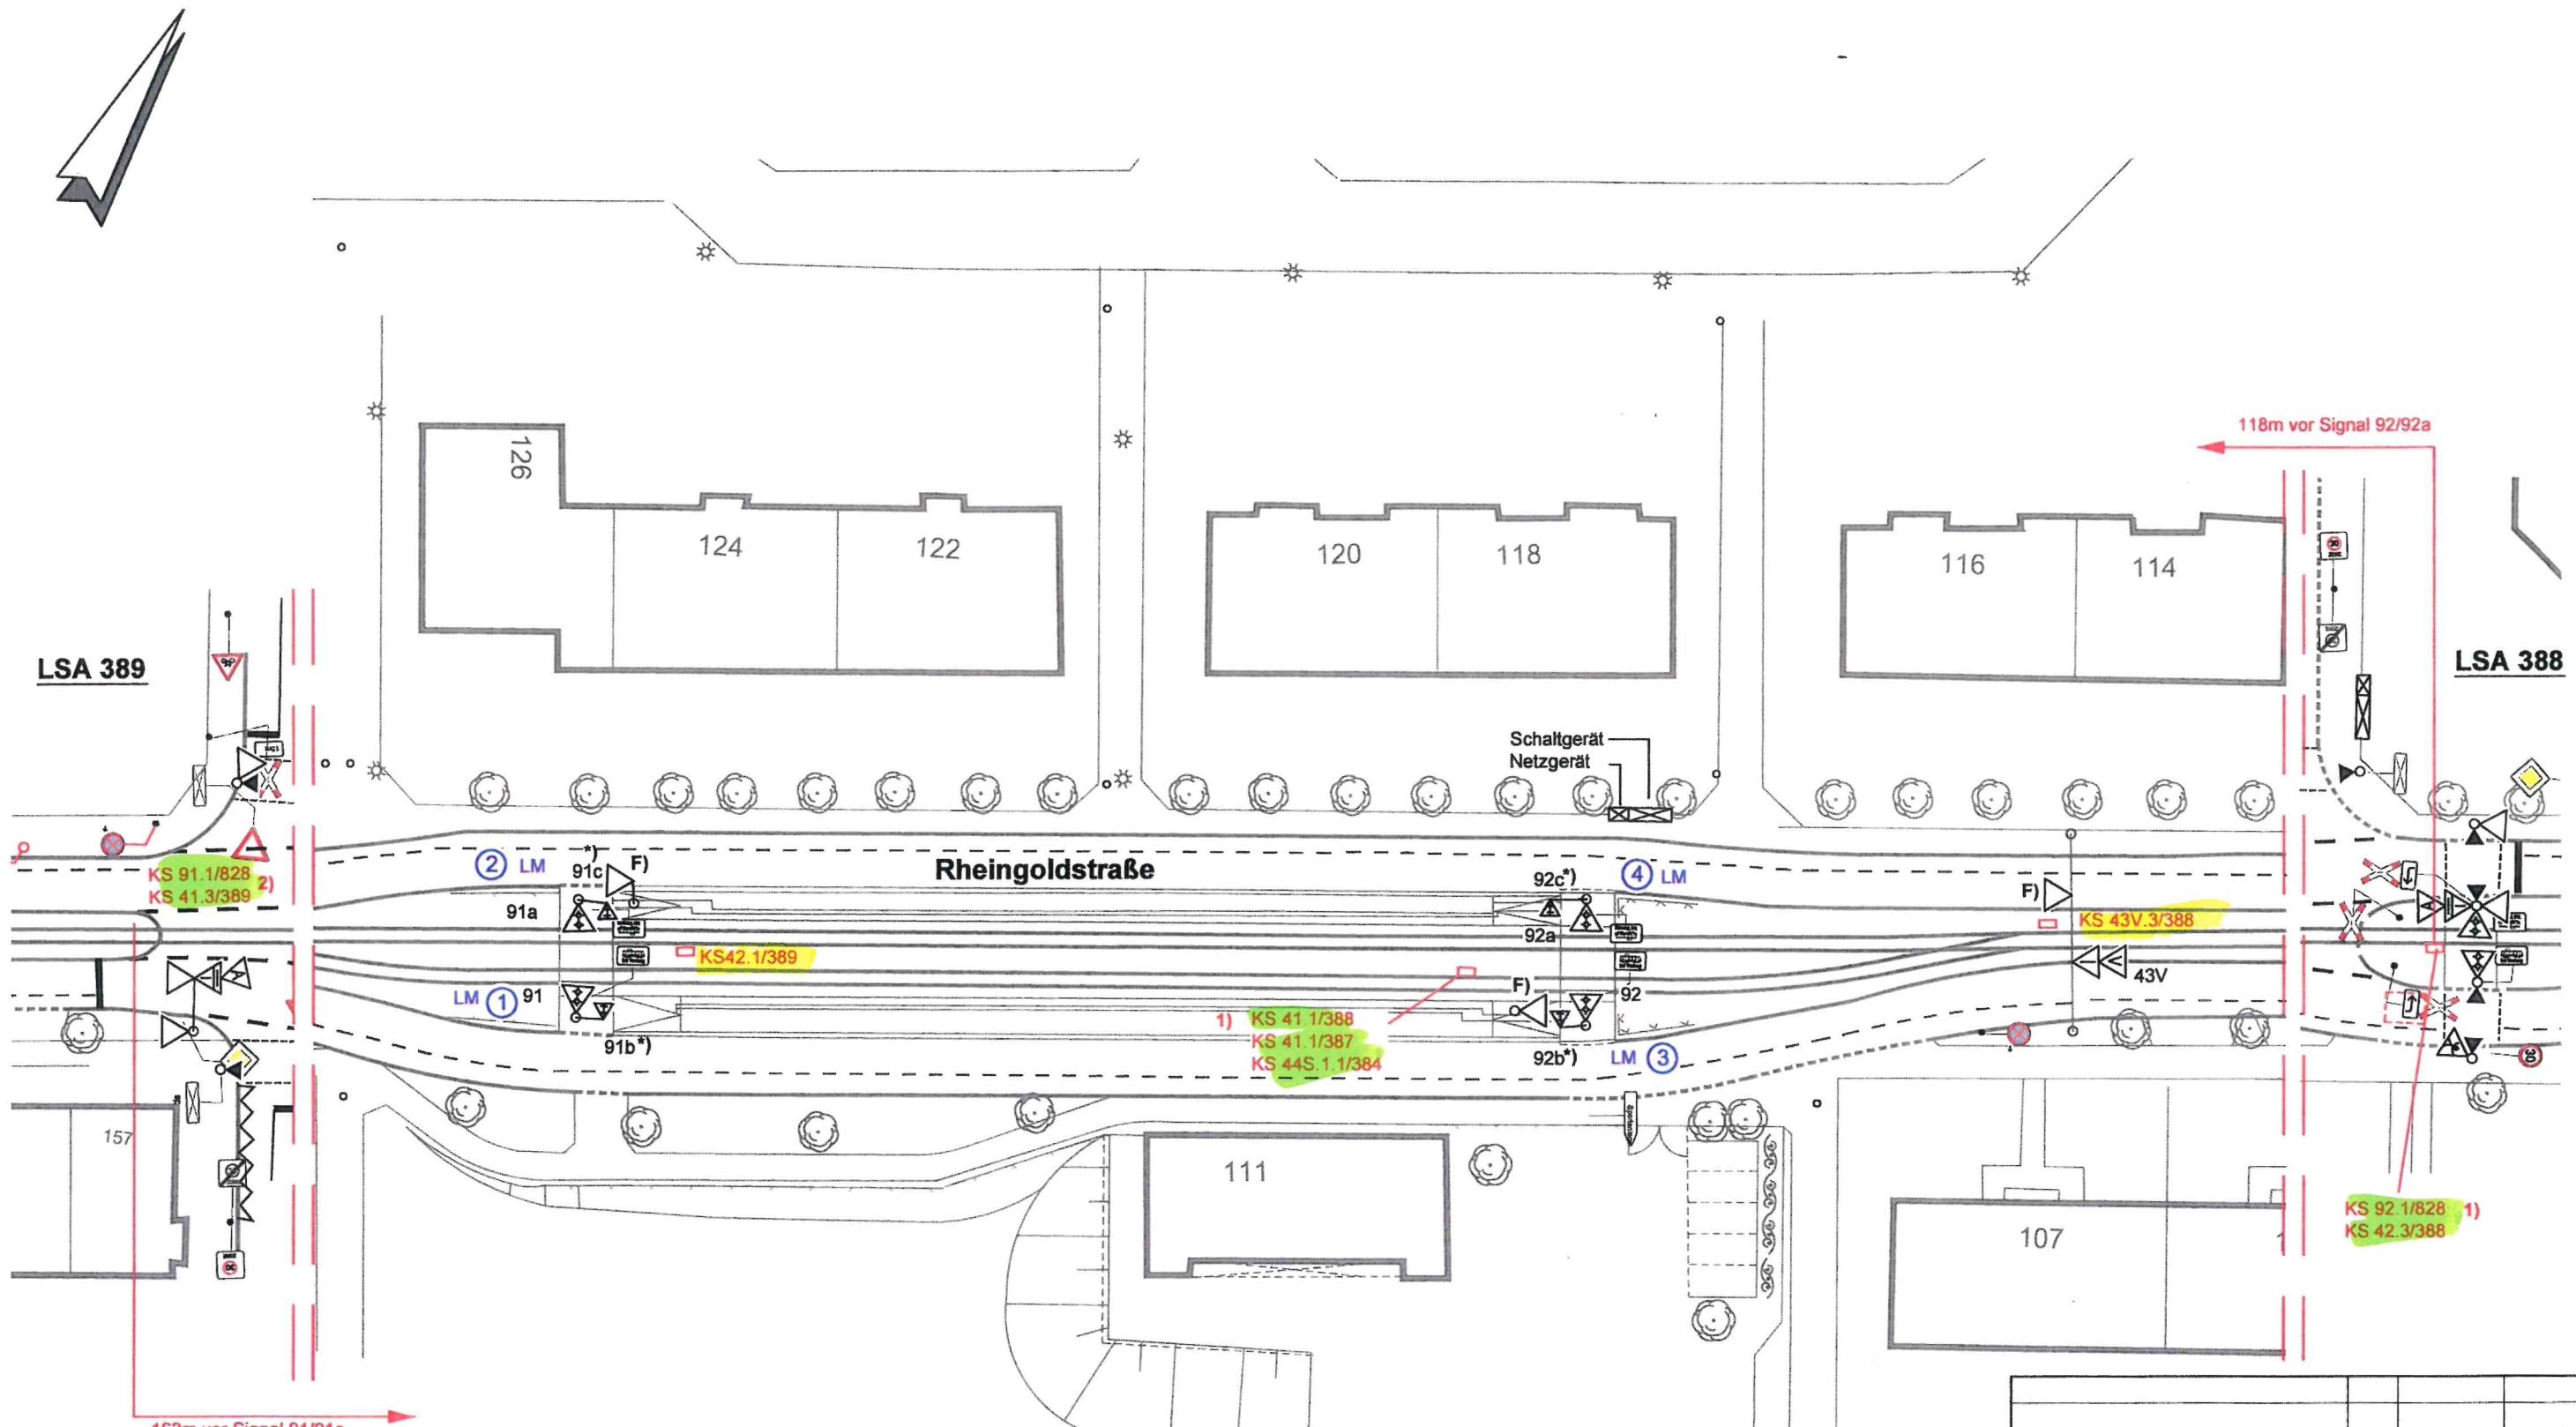 118m vor Signal 92/92a
126
124
122
120
118
116
114
LSA 389
LSA 388
Schaltgerät
Netzgerät
Rheingoldstraße
KS 91.1/828
2)
KS 41.3/389
2 LM
*)
91c
F)
91a
92c*)
4 LM
92a
F)
KS 43V.3/388
KS42.1/389
43V
LM 1 91
F)
92
1) KS 41.1/388
KS 41.1/387
KS 44S.1.1/384
91b*)
92b*)
LM 3
30
157
111
107
KS 92.1/828 1)
KS 42.3/388